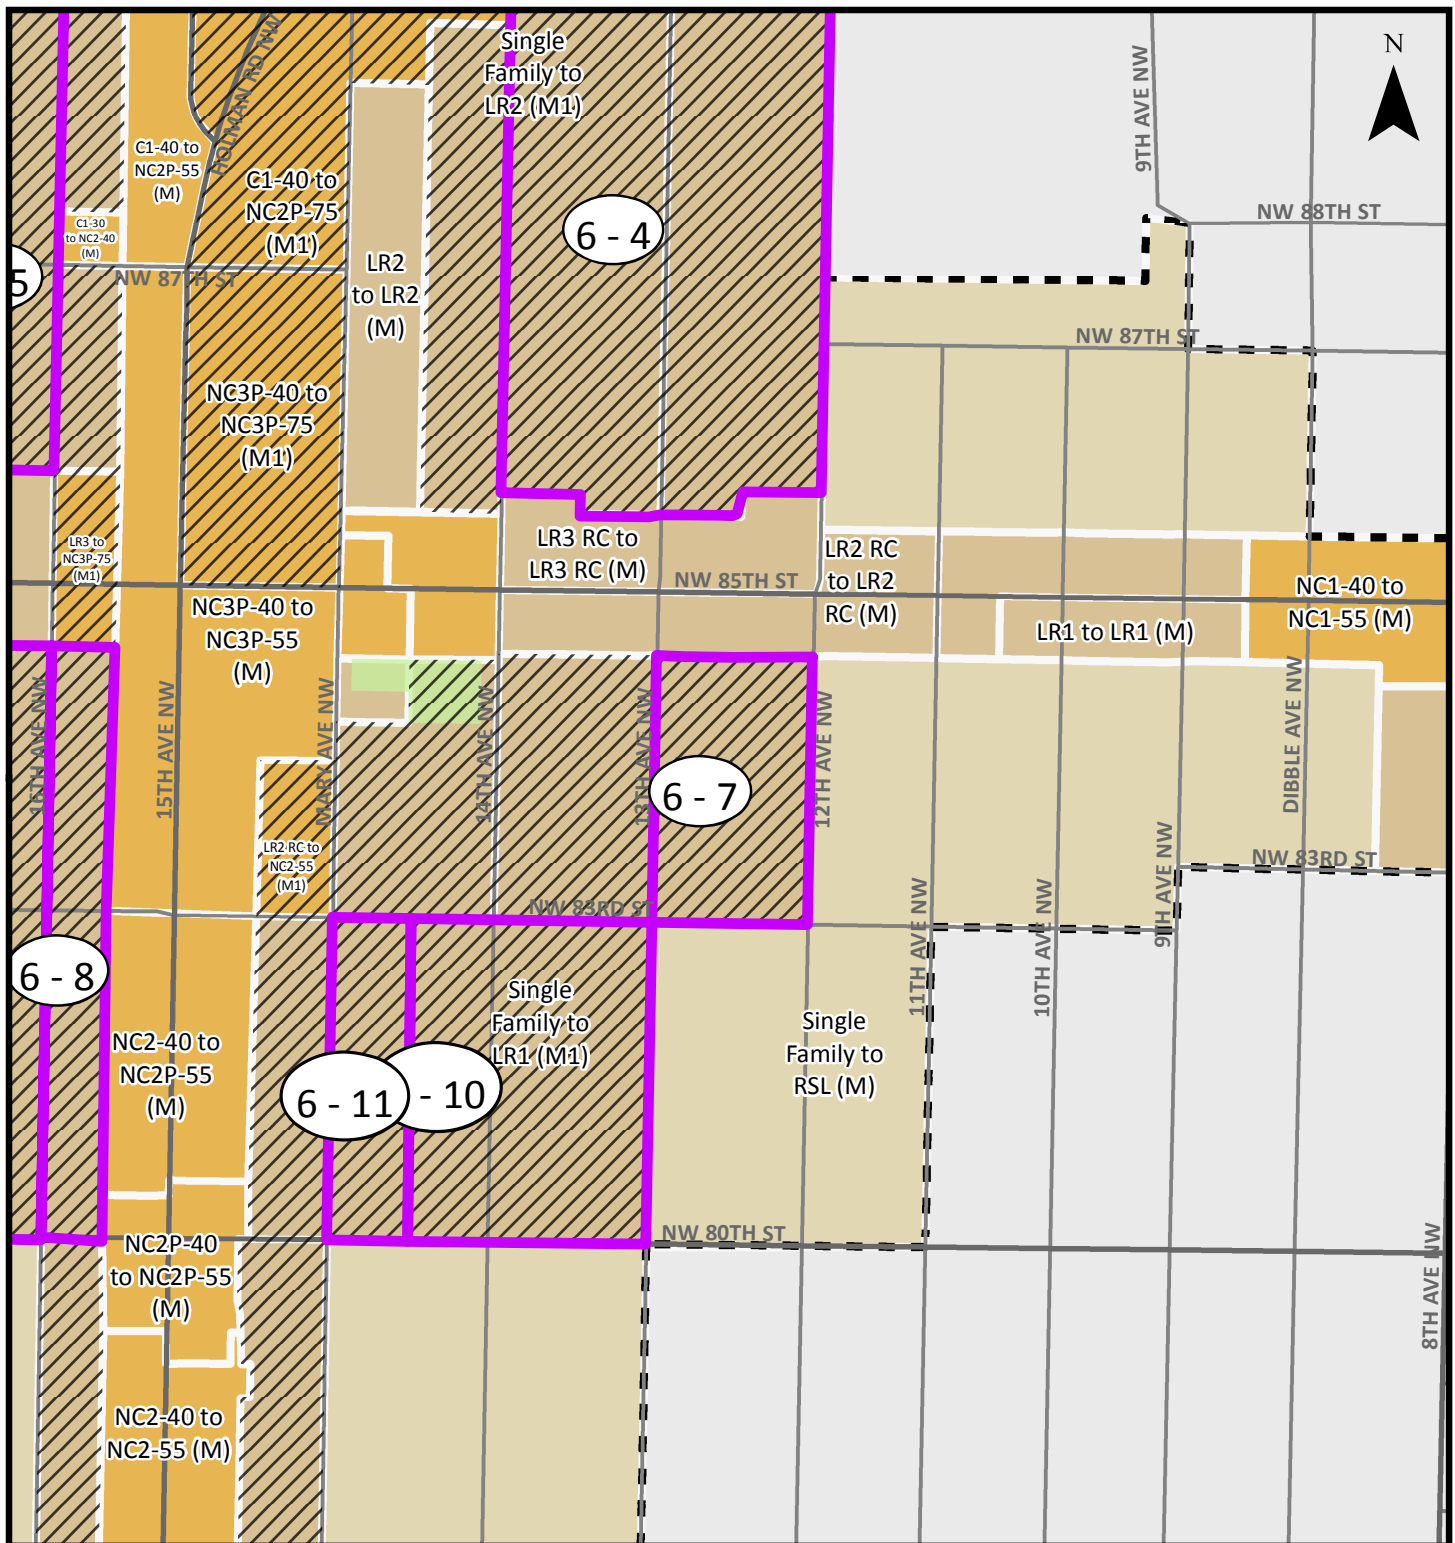 Single
Family to
LR2 (M1)
N
9TH AVE NW
HOLMAN RD NW
C1-40 to
NC2P-55
(M)
C1-40 to
NC2P-75
(M1)
NW 88TH ST
C1-30
to NC2-40
(M)
6 - 4
LR2
to LR2
(M)
5
NW 87TH ST
NW 87TH ST
NC3P-40 to
NC3P-75
(M1)
LR3 to
NC3P-75
(M1)
LR3 RC to
LR3 RC (M)
LR2 RC
to LR2
RC (M)
NW 85TH ST
NC1-40 to
NC1-55 (M)
NC3P-40 to
NC3P-55
(M)
LR1 to LR1 (M)
16TH AVE NW
15TH AVE NW
MARY AVE NW
14TH AVE NW
13TH AVE NW
12TH AVE NW
DIBBLE AVE NW
6 - 7
LR2 RC to
NC2-55
(M1)
NW 83RD ST
NW 83RD ST
11TH AVE NW
10TH AVE NW
9TH AVE NW
6 - 8
Single
Family to
LR1 (M1)
Single
Family to
RSL (M)
NC2-40 to
NC2P-55
(M)
6 - 11
- 10
NW 80TH ST
NC2P-40
to NC2P-55
(M)
8TH AVE NW
NC2-40 to
NC2-55 (M)